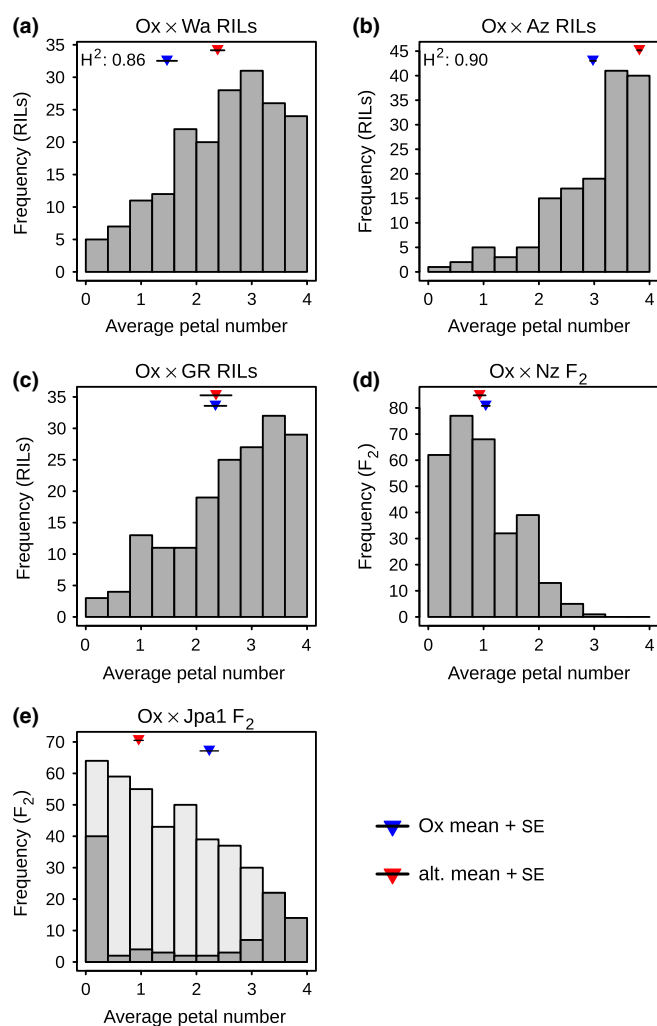 (a) Ox × Wa RILs
H²: 0.86
Frequency (RILs)
35
30
25
20
15
10
5
0
0 1 2 3 4
Average petal number
(b) Ox × Az RILs
H²: 0.90
Frequency (RILs)
45
40
35
30
25
20
15
10
5
0
0 1 2 3 4
Average petal number
(c) Ox × GR RILs
Frequency (RILs)
35
30
25
20
15
10
5
0
0 1 2 3 4
Average petal number
(d) Ox × Nz F₂
Frequency (F₂)
80
70
60
50
40
30
20
10
0
0 1 2 3 4
Average petal number
(e) Ox × Jpa1 F₂
Frequency (F₂)
70
60
50
40
30
20
10
0
0 1 2 3 4
Average petal number
Ox mean + SE
alt. mean + SE